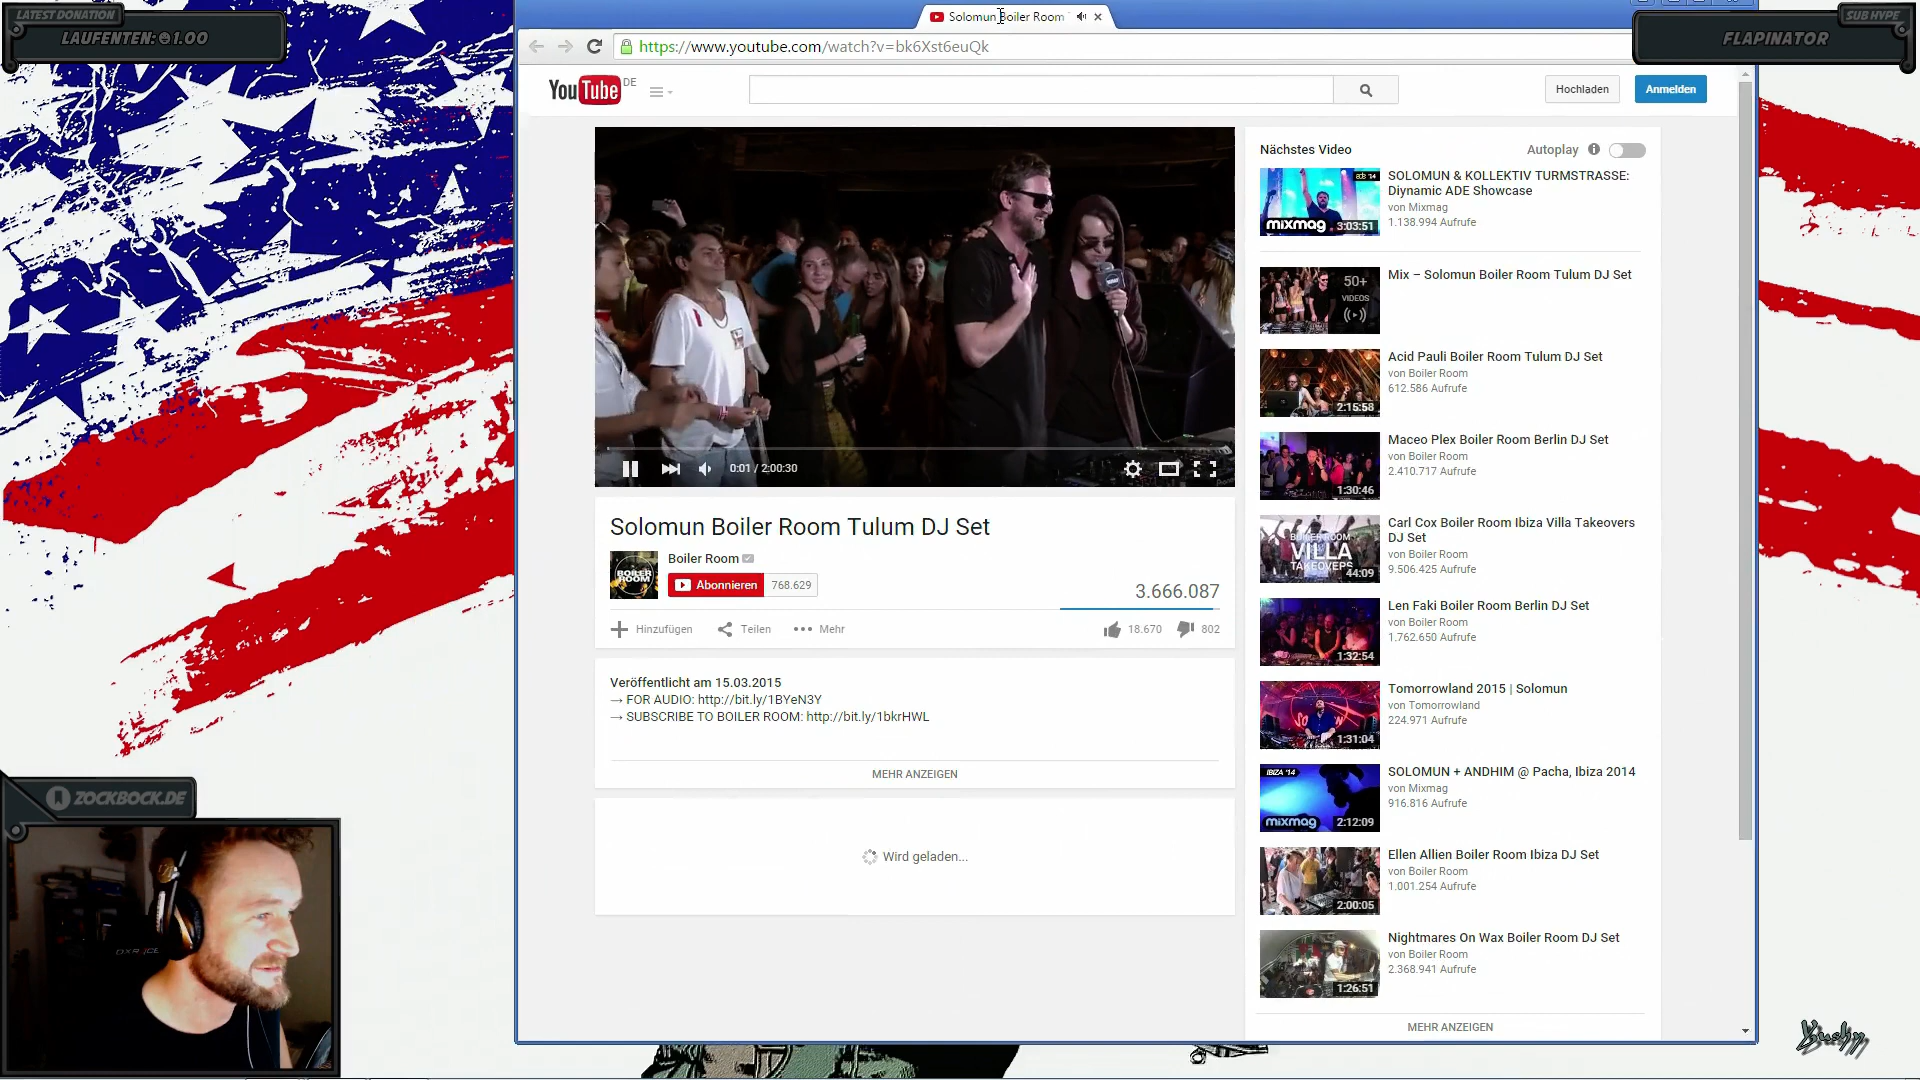 LATEST DONATION
LAUFENTEN: 1.00
Solomun Boiler Room
SUB HYPE
FLAPINATOR
https://www.youtube.com/watch?v=bk6Xst6euQk
YouTube DE
Hochladen
Anmelden
0:01 / 2:00:30
Solomun Boiler Room Tulum DJ Set
BOILER ROOM
Boiler Room
Abonnieren 768.629
3.666.087
Hinzufügen Teilen Mehr 18.670 802
Veröffentlicht am 15.03.2015
→ FOR AUDIO: http://bit.ly/1BYeN3Y
→ SUBSCRIBE TO BOILER ROOM: http://bit.ly/1bkrHWL
MEHR ANZEIGEN
Wird geladen...
Nächstes Video Autoplay
mixmag 3:03:51
SOLOMUN & KOLLEKTIV TURMSTRASSE:
Diynamic ADE Showcase
von Mixmag
1.138.994 Aufrufe
50+
VIDEOS
Mix – Solomun Boiler Room Tulum DJ Set
2:15:58
Acid Pauli Boiler Room Tulum DJ Set
von Boiler Room
612.586 Aufrufe
1:30:46
Maceo Plex Boiler Room Berlin DJ Set
von Boiler Room
2.410.717 Aufrufe
BOILER ROOM
VILLA
TAKEOVERS
44:09
Carl Cox Boiler Room Ibiza Villa Takeovers
DJ Set
von Boiler Room
9.506.425 Aufrufe
1:32:54
Len Faki Boiler Room Berlin DJ Set
von Boiler Room
1.762.650 Aufrufe
1:31:04
Tomorrowland 2015 | Solomun
von Tomorrowland
224.971 Aufrufe
IBIZA '14
mixmag 2:12:09
SOLOMUN + ANDHIM @ Pacha, Ibiza 2014
von Mixmag
916.816 Aufrufe
2:00:05
Ellen Allien Boiler Room Ibiza DJ Set
von Boiler Room
1.001.254 Aufrufe
1:26:51
Nightmares On Wax Boiler Room DJ Set
von Boiler Room
2.368.941 Aufrufe
MEHR ANZEIGEN
ZOCKBOCK.DE